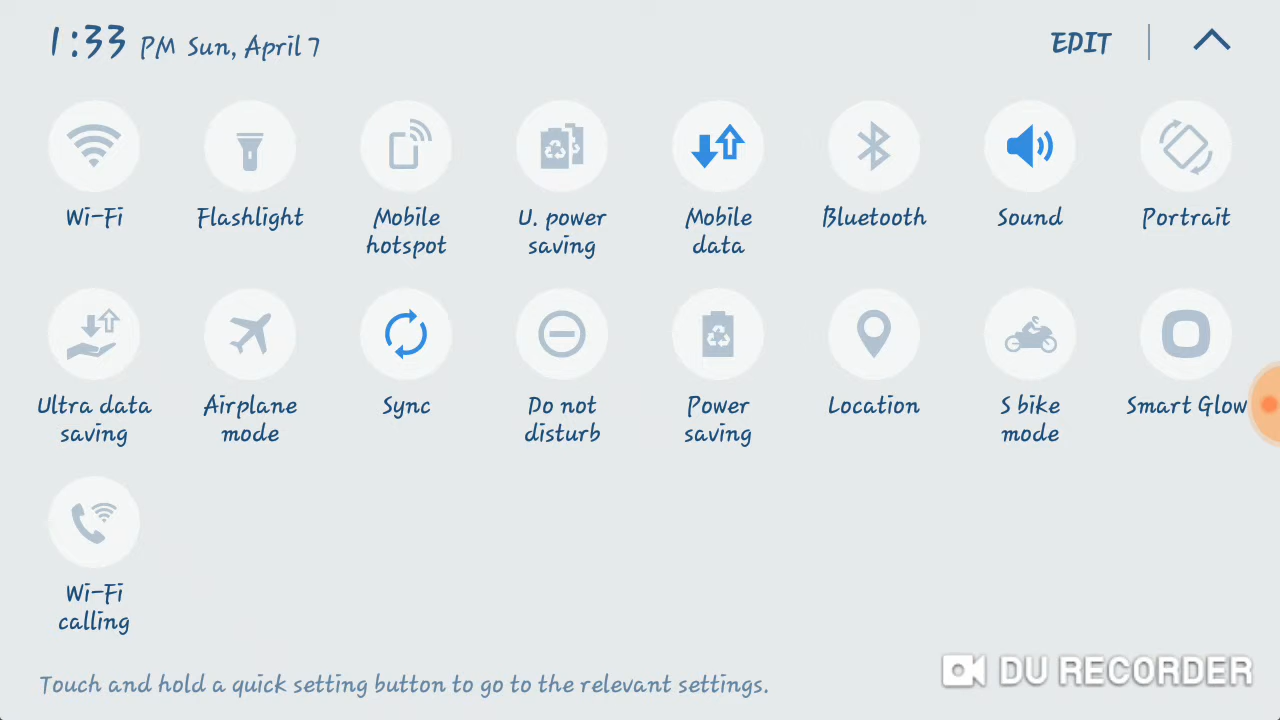 1:33 PM Sun, April 7
EDIT
Wi-Fi
Flashlight
Mobile
hotspot
U. power
saving
Mobile
data
Bluetooth
Sound
Portrait
Ultra data
saving
Airplane
mode
Sync
Do not
disturb
Power
saving
Location
S bike
mode
Smart Glow
Wi-Fi
calling
Touch and hold a quick setting button to go to the relevant settings.
DU RECORDER